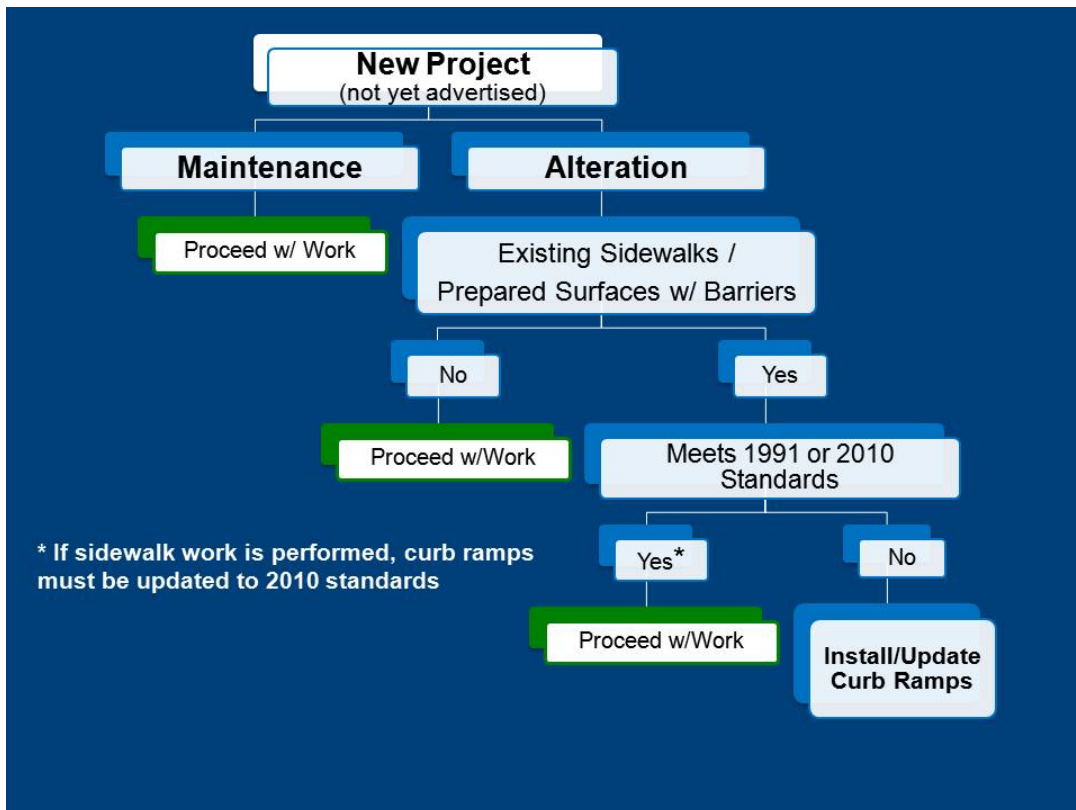 New Project
(not yet advertised)
Maintenance
Alteration
Proceed w/ Work
Existing Sidewalks /
Prepared Surfaces w/ Barriers
No
Yes
Proceed w/Work
Meets 1991 or 2010
Standards
* If sidewalk work is performed, curb ramps
must be updated to 2010 standards
Yes*
No
Proceed w/Work
Install/Update
Curb Ramps